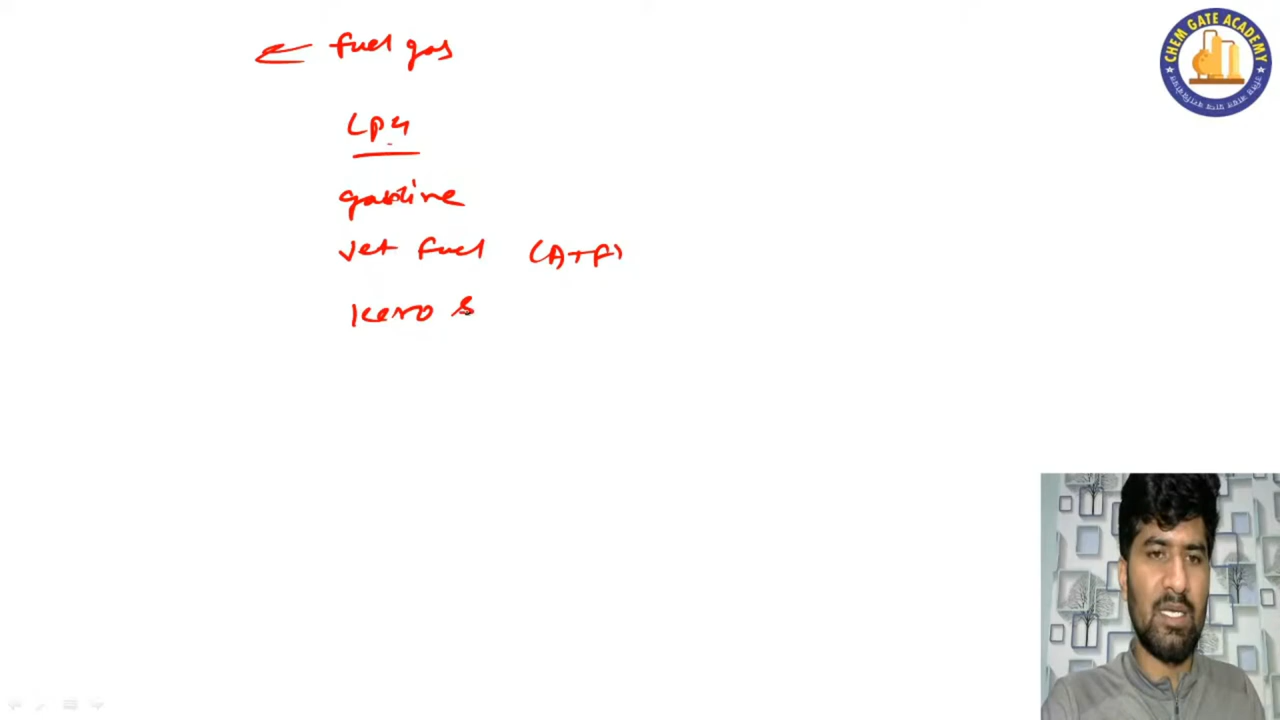 ← fuel gas
LPG
gasoline
Jet fuel (ATF)
Kero s
CHEM GATE ACADEMY